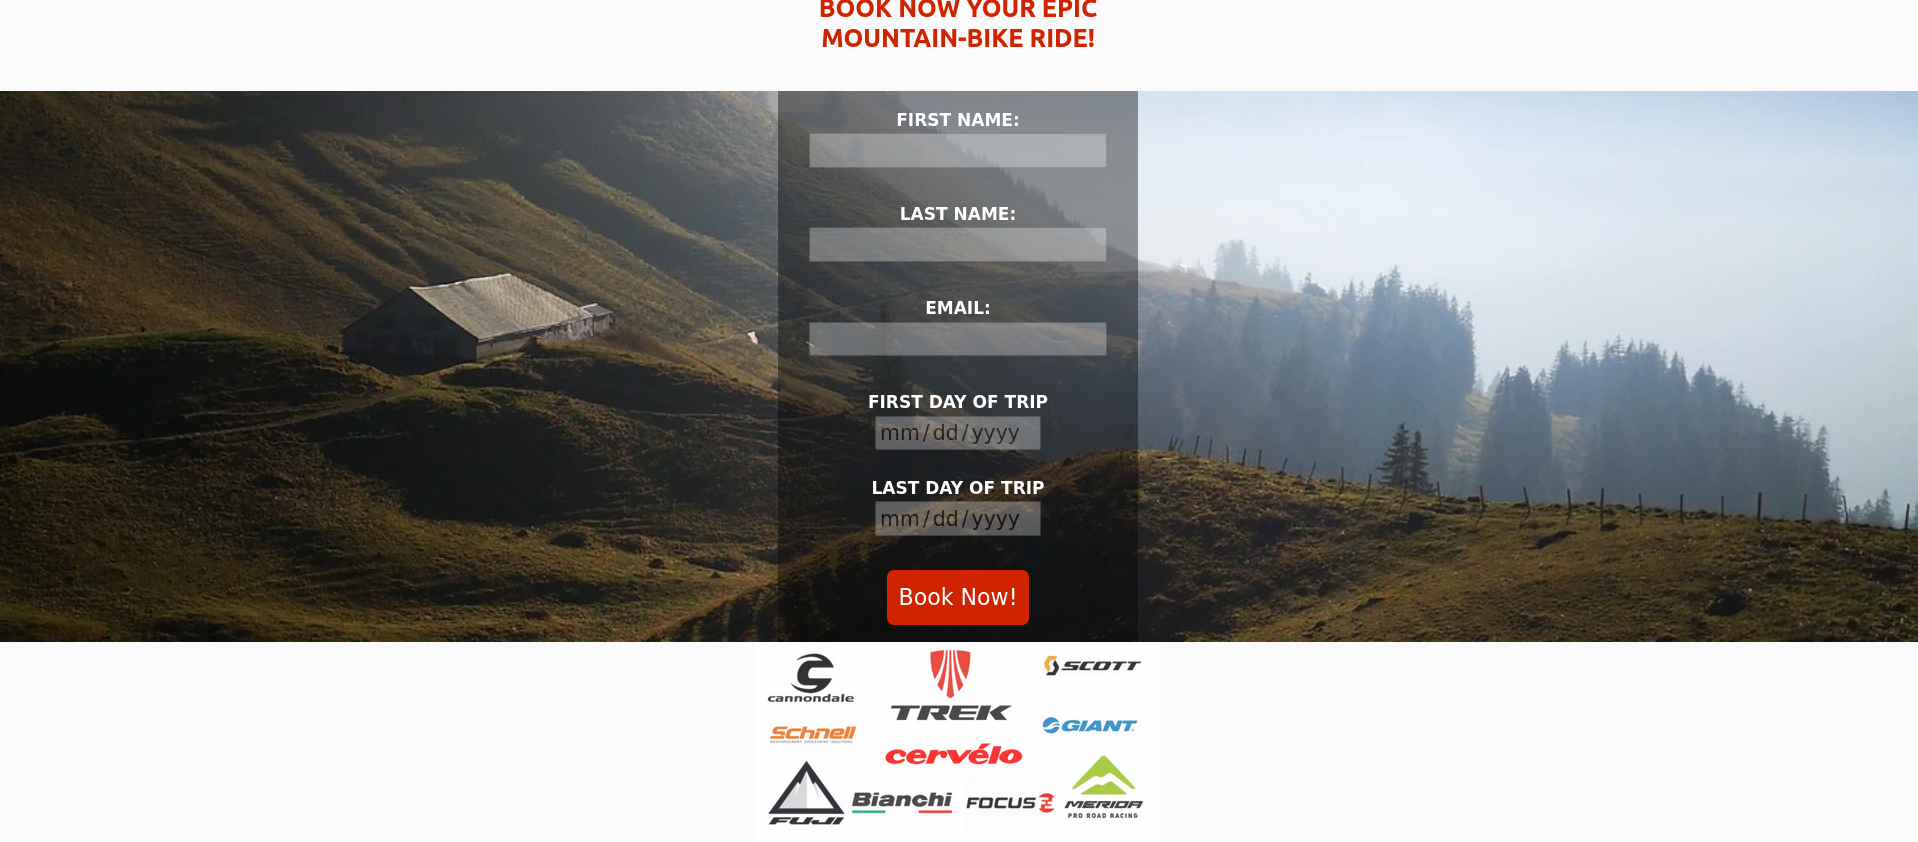 BOOK NOW YOUR EPIC
MOUNTAIN-BIKE RIDE!
FIRST NAME:
LAST NAME:
EMAIL:
FIRST DAY OF TRIP
mm/dd/yyyy
LAST DAY OF TRIP
mm/dd/yyyy
Book Now!
cannondale
TREK
SCOTT
Schnell
GIANT
cervélo
FUJI
Bianchi
FOCUS
MERIDA
PRO ROAD RACING